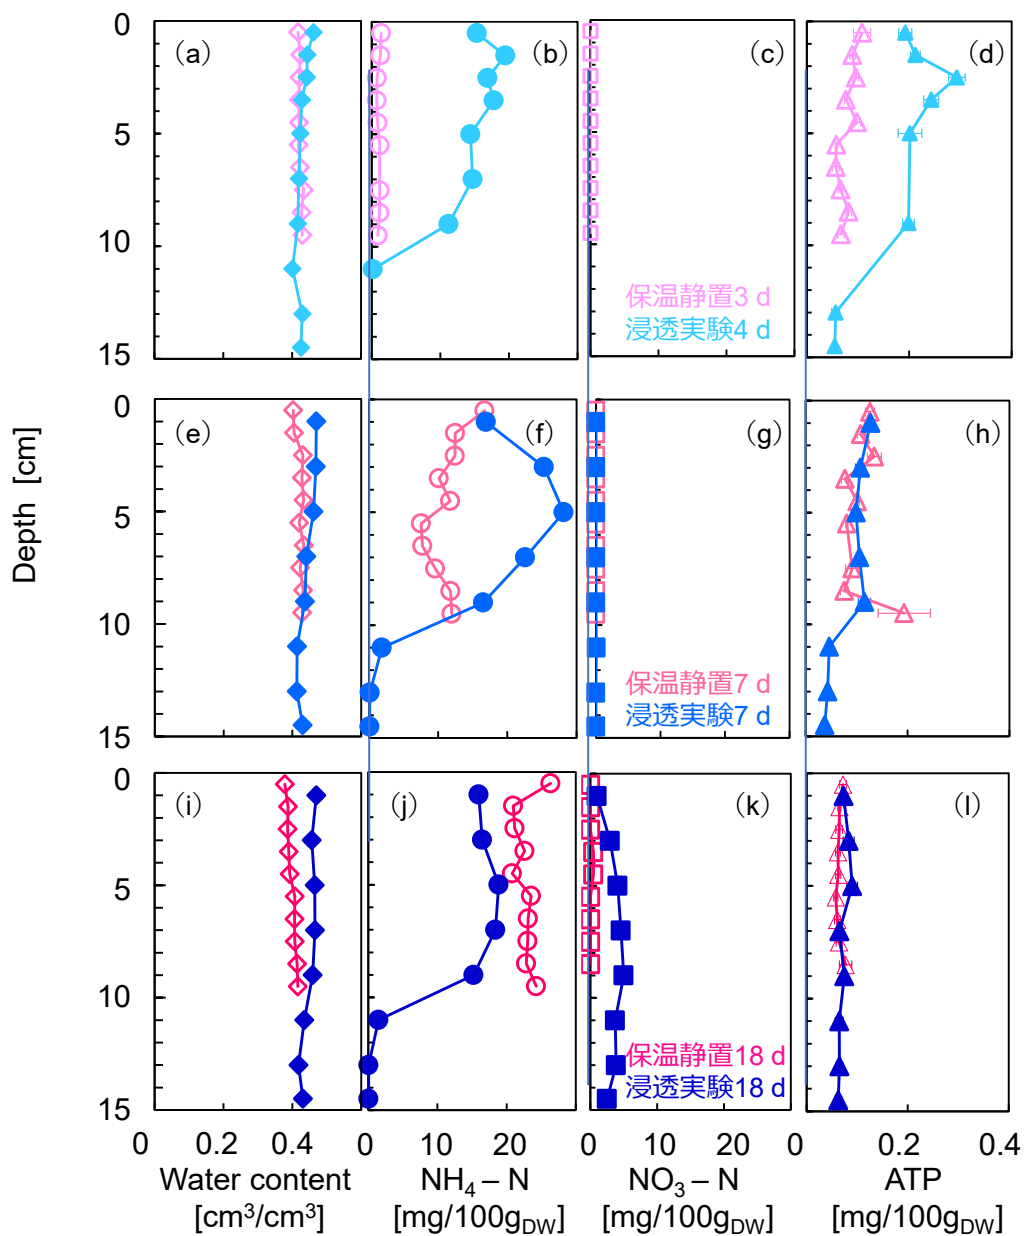 0
5
10
15
(a)
(b)
(c)
(d)
保温静置3 d
浸透実験4 d
Depth [cm]
0
5
10
15
(e)
(f)
(g)
(h)
保温静置7 d
浸透実験7 d
0
5
10
15
(i)
(j)
(k)
(l)
保温静置18 d
浸透実験18 d
0 0.4 0 10 20 0 10 20 0 0.2 0.4
Water content NH₄ – N NO₃ – N ATP
[cm³/cm³] [mg/100g_DW] [mg/100g_DW] [mg/100g_DW]